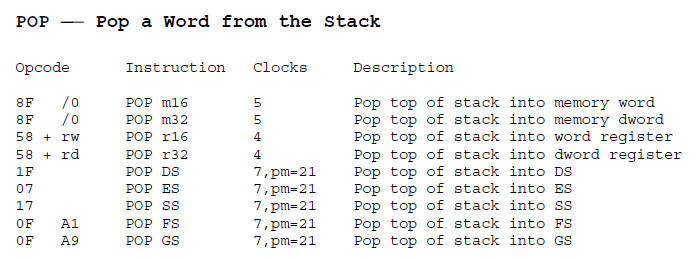 POP — Pop a Word from the Stack
Opcode Instruction Clocks Description
8F /0 POP m16 5 Pop top of stack into memory word
8F /0 POP m32 5 Pop top of stack into memory dword
58 + rw POP r16 4 Pop top of stack into word register
58 + rd POP r32 4 Pop top of stack into dword register
1F POP DS 7,pm=21 Pop top of stack into DS
07 POP ES 7,pm=21 Pop top of stack into ES
17 POP SS 7,pm=21 Pop top of stack into SS
0F A1 POP FS 7,pm=21 Pop top of stack into FS
0F A9 POP GS 7,pm=21 Pop top of stack into GS